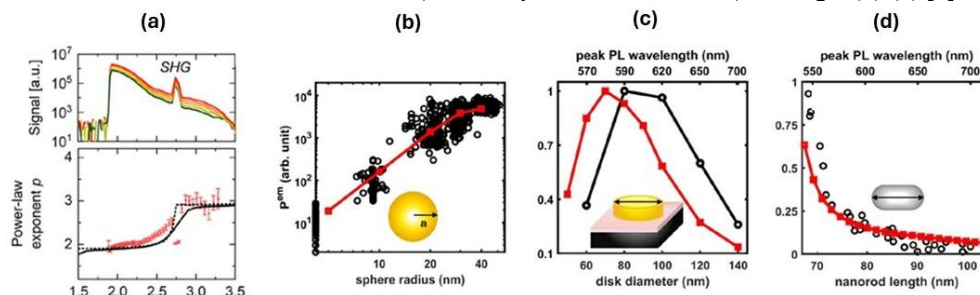 (a)
(b)
(c)
(d)
Signal [a.u.]
10⁷
10⁵
10³
10¹
SHG
Power-law
exponent p
4
3
2
1.5 2.0 2.5 3.0 3.5
Pᵉᵐ (arb. unit)
10⁴
10³
10²
10¹
a
10 20 40
sphere radius (nm)
peak PL wavelength (nm)
570 590 620 650 700
1
0.7
0.4
0.1
60 80 100 120 140
disk diameter (nm)
peak PL wavelength (nm)
550 600 650 700
1
0.75
0.5
0.25
0
70 80 90 100
nanorod length (nm)